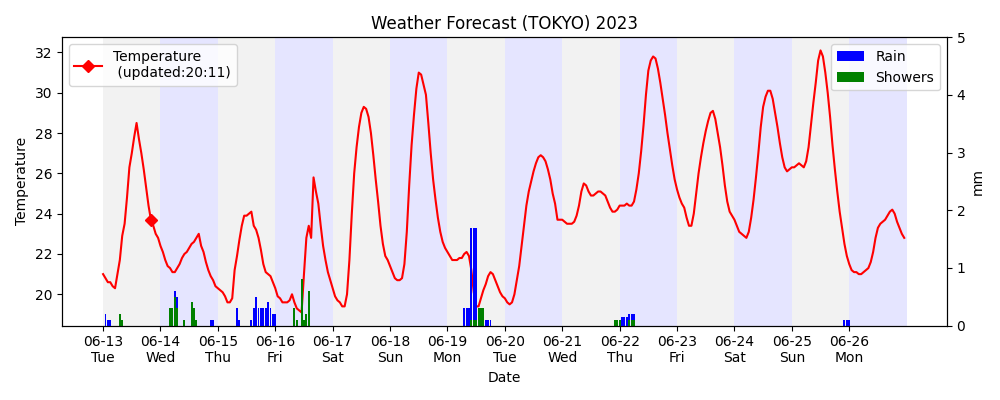 Weather Forecast (TOKYO) 2023
Temperature
(updated:20:11)
Rain
Showers
Temperature
32
30
28
26
24
22
20
5
4
3
2
1
0
mm
06-13 06-14 06-15 06-16 06-17 06-18 06-19 06-20 06-21 06-22 06-23 06-24 06-25 06-26
Tue Wed Thu Fri Sat Sun Mon Tue Wed Thu Fri Sat Sun Mon
Date